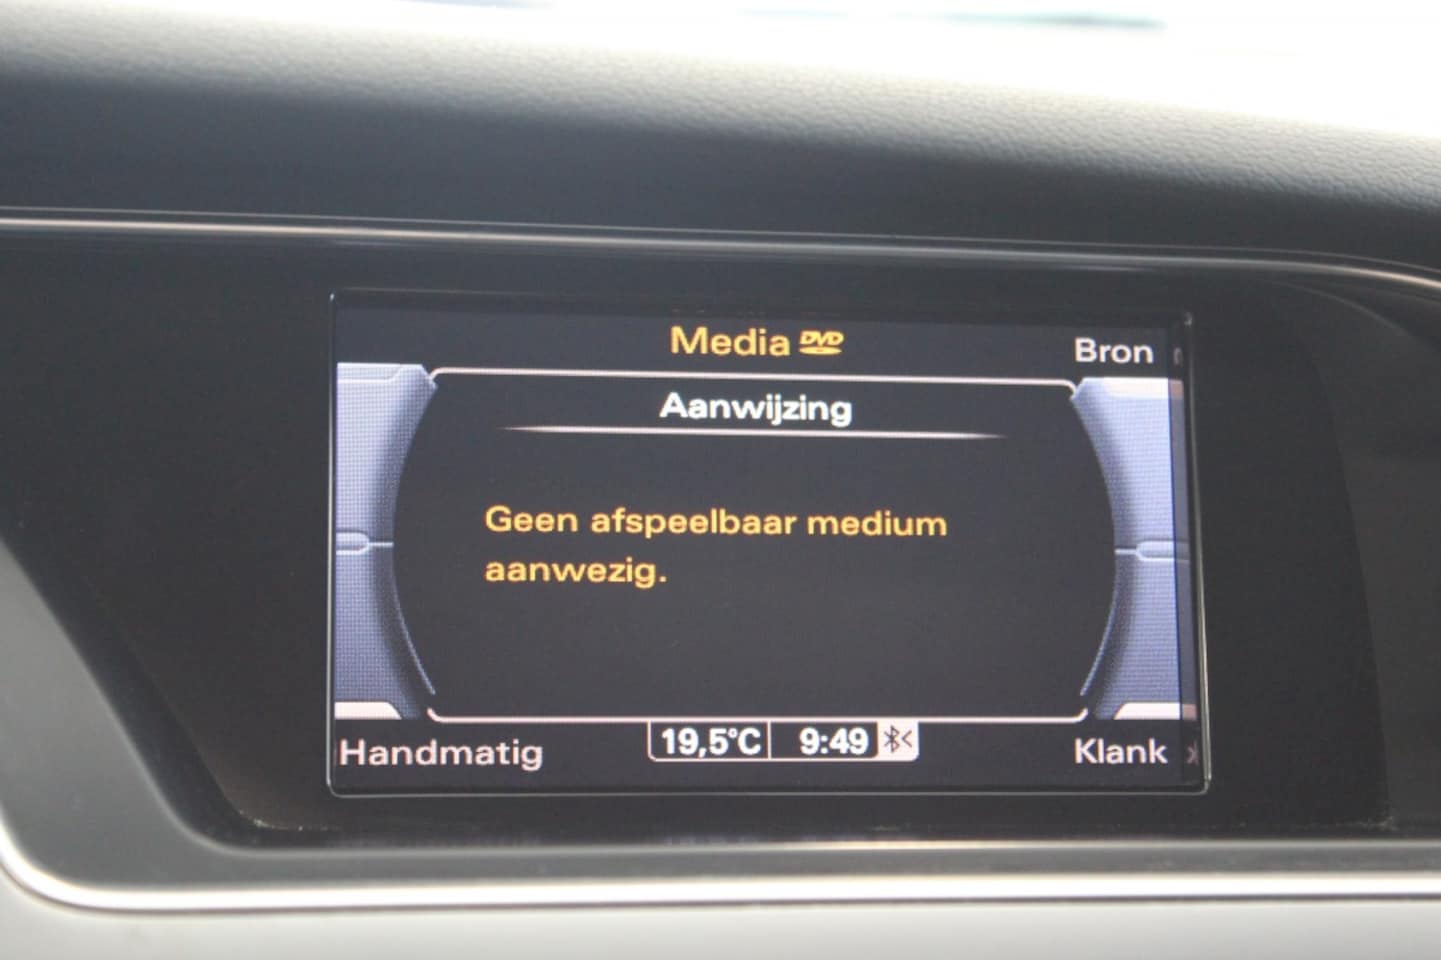 Media DVD
Bron
Aanwijzing
Geen afspeelbaar medium
aanwezig.
Handmatig
19,5°C 9:49
Klank